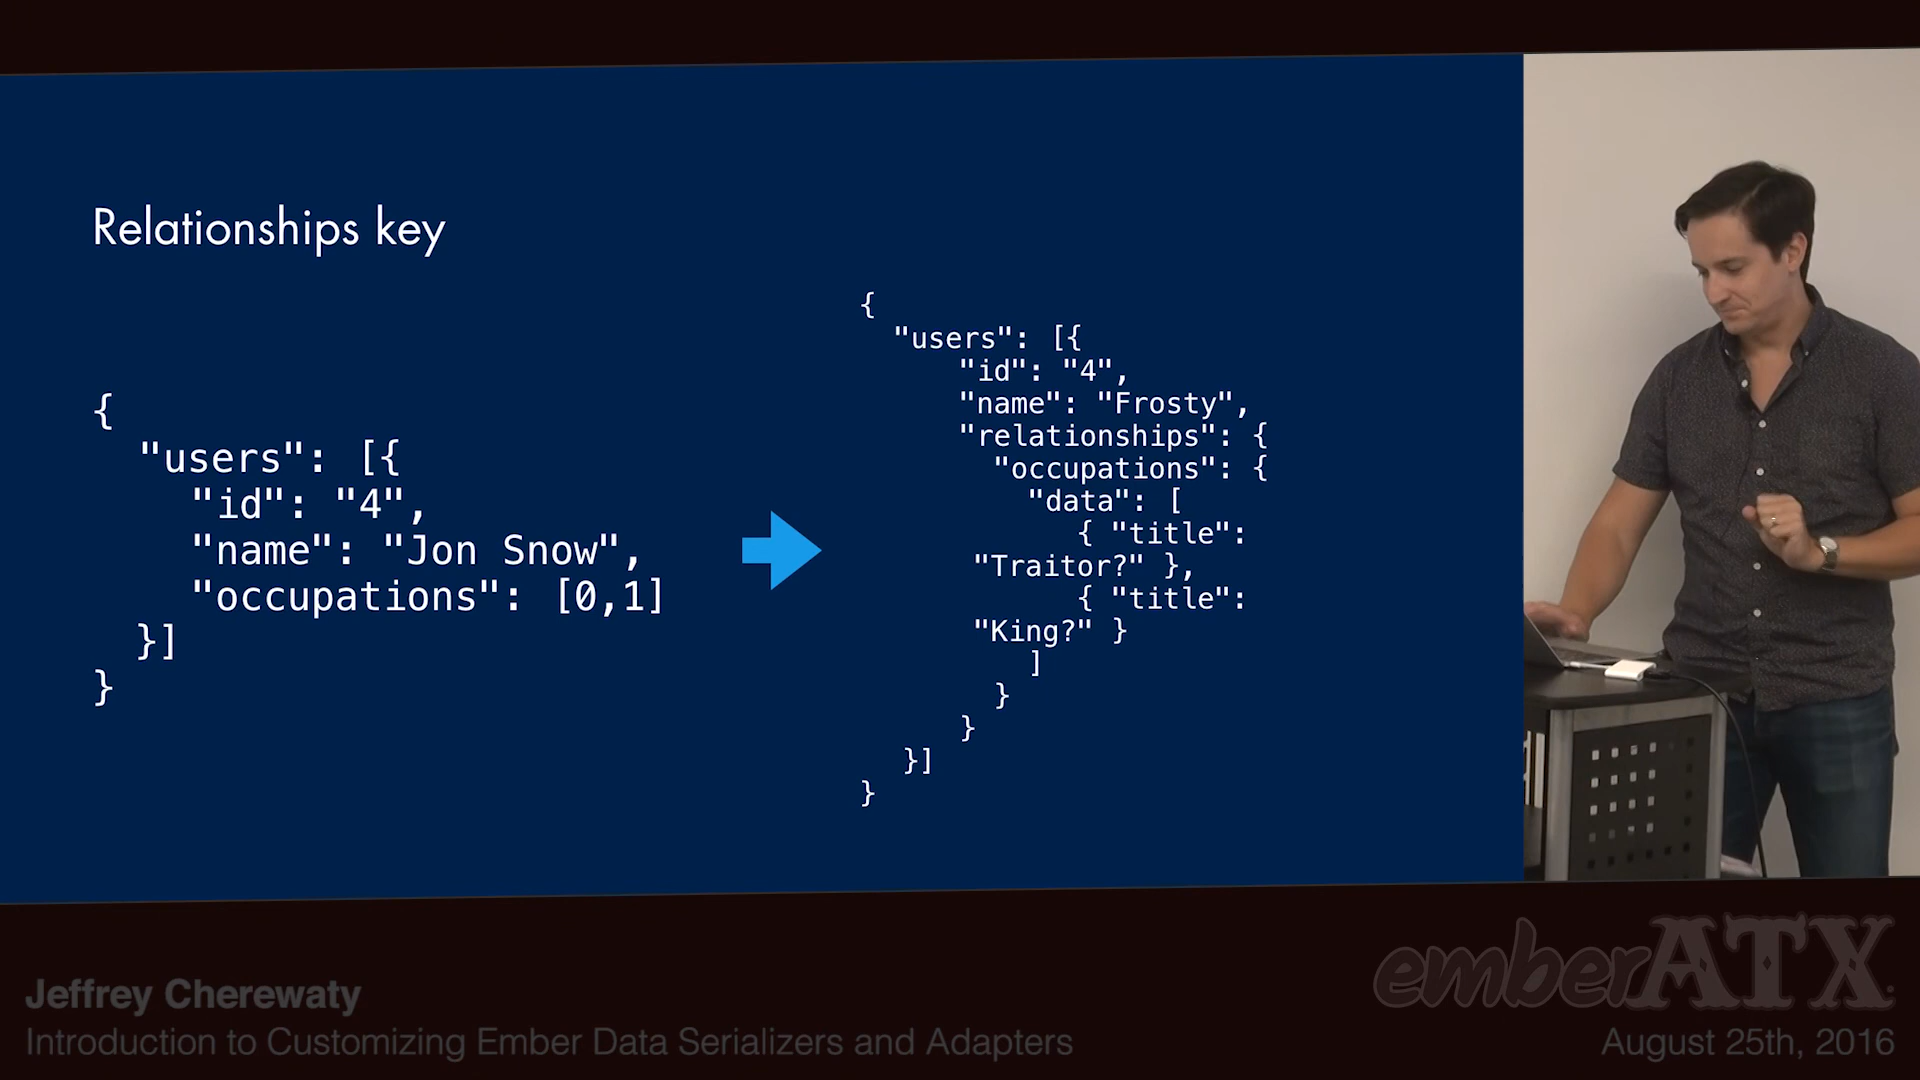 Relationships key
{
"users": [{
"id": "4",
"name": "Jon Snow",
"occupations": [0,1]
}]
}
{
"users": [{
"id": "4",
"name": "Frosty",
"relationships": {
"occupations": {
"data": [
{ "title":
"Traitor?" },
{ "title":
"King?" }
]
}
}
}]
}
emberATX
Jeffrey Cherewaty
Introduction to Customizing Ember Data Serializers and Adapters
August 25th, 2016